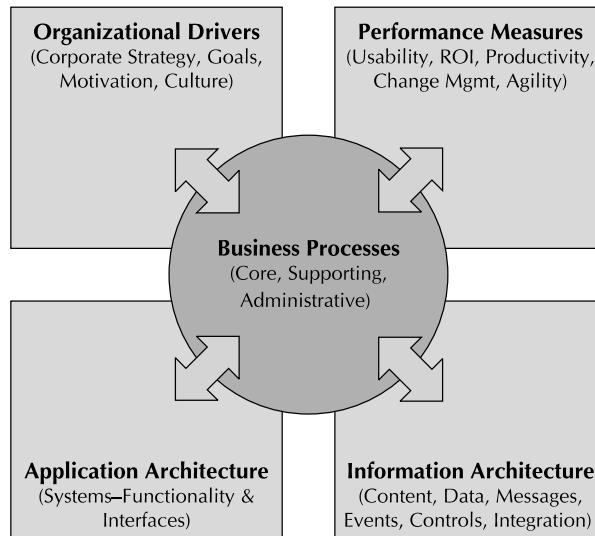 Organizational Drivers
(Corporate Strategy, Goals,
Motivation, Culture)
Performance Measures
(Usability, ROI, Productivity,
Change Mgmt, Agility)
Business Processes
(Core, Supporting,
Administrative)
Application Architecture
(Systems–Functionality &
Interfaces)
Information Architecture
(Content, Data, Messages,
Events, Controls, Integration)